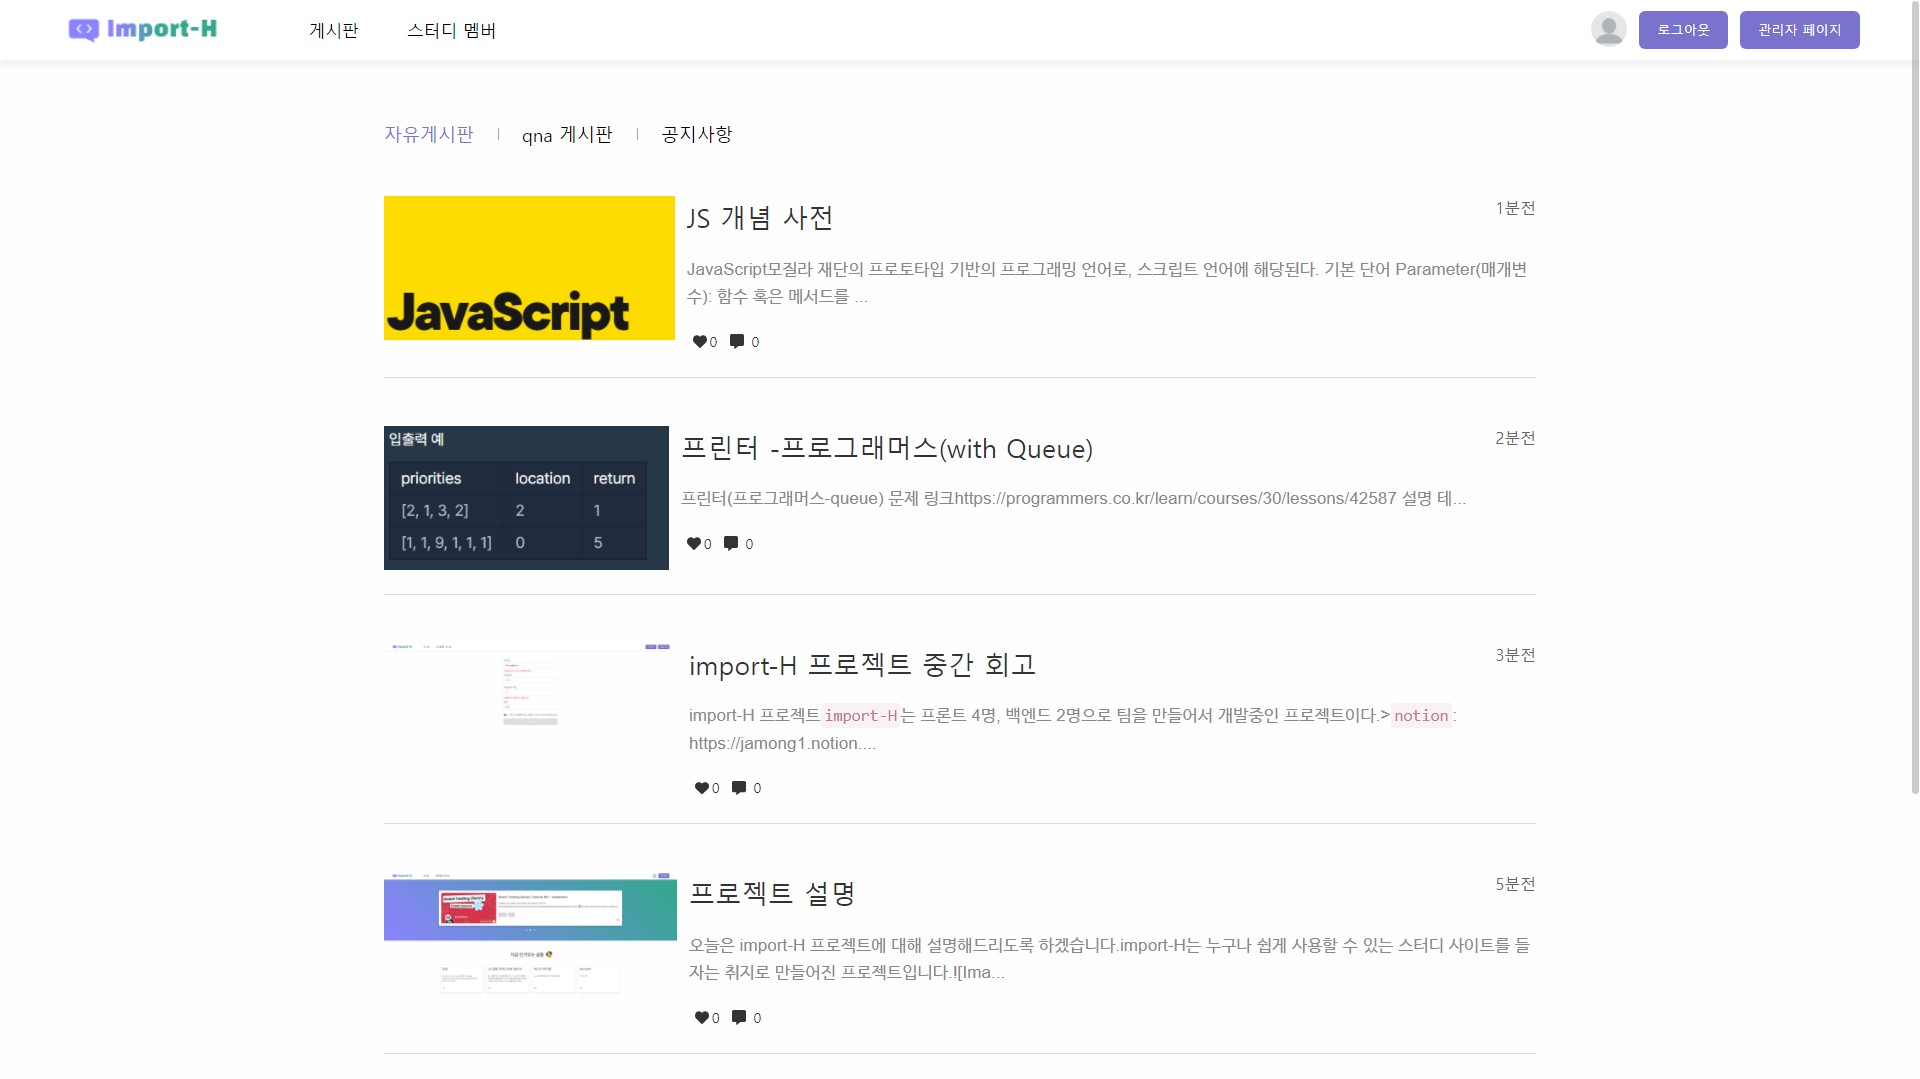 Import-H
게시판
스터디 멤버
로그아웃
관리자 페이지
자유게시판
qna 게시판
공지사항
JavaScript
JS 개념 사전
1분전
JavaScript모질라 재단의 프로토타입 기반의 프로그래밍 언어로, 스크립트 언어에 해당된다. 기본 단어 Parameter(매개변
수): 함수 혹은 메서드를 ...
0 0
입출력 예
priorities location return
[2, 1, 3, 2] 2 1
[1, 1, 9, 1, 1, 1] 0 5
프린터 -프로그래머스(with Queue)
2분전
프린터(프로그래머스-queue) 문제 링크https://programmers.co.kr/learn/courses/30/lessons/42587 설명 테...
0 0
import-H 프로젝트 중간 회고
3분전
import-H 프로젝트import-H는 프론트 4명, 백엔드 2명으로 팀을 만들어서 개발중인 프로젝트이다.>notion:
https://jamong1.notion....
0 0
프로젝트 설명
5분전
오늘은 import-H 프로젝트에 대해 설명해드리도록 하겠습니다.import-H는 누구나 쉽게 사용할 수 있는 스터디 사이트를 들
자는 취지로 만들어진 프로젝트입니다.![Ima...
0 0